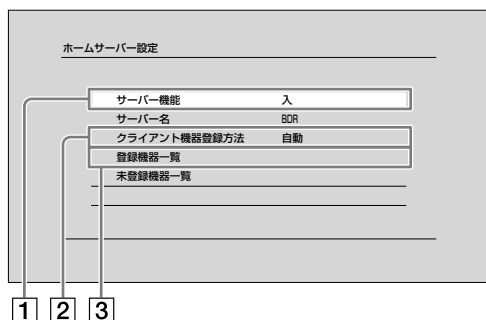 ホームサーバー設定
サーバー機能 入
サーバー名 BDR
クライアント機器登録方法 自動
登録機器一覧
未登録機器一覧
1 2 3